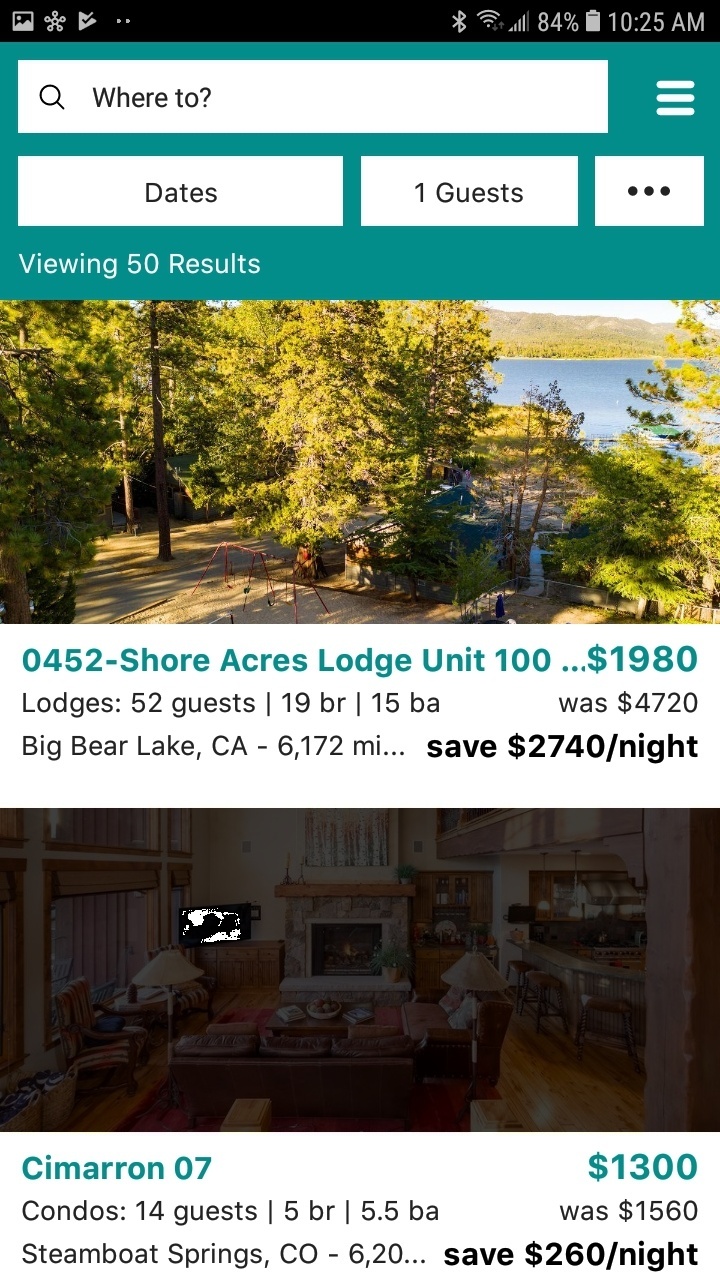 84% 10:25 AM
Where to?
Dates
1 Guests
Viewing 50 Results
0452-Shore Acres Lodge Unit 100 ...$1980
Lodges: 52 guests | 19 br | 15 ba was $4720
Big Bear Lake, CA - 6,172 mi... save $2740/night
Cimarron 07 $1300
Condos: 14 guests | 5 br | 5.5 ba was $1560
Steamboat Springs, CO - 6,20... save $260/night